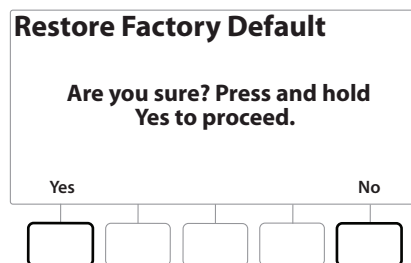 Restore Factory Default
Are you sure? Press and hold
Yes to proceed.
Yes No